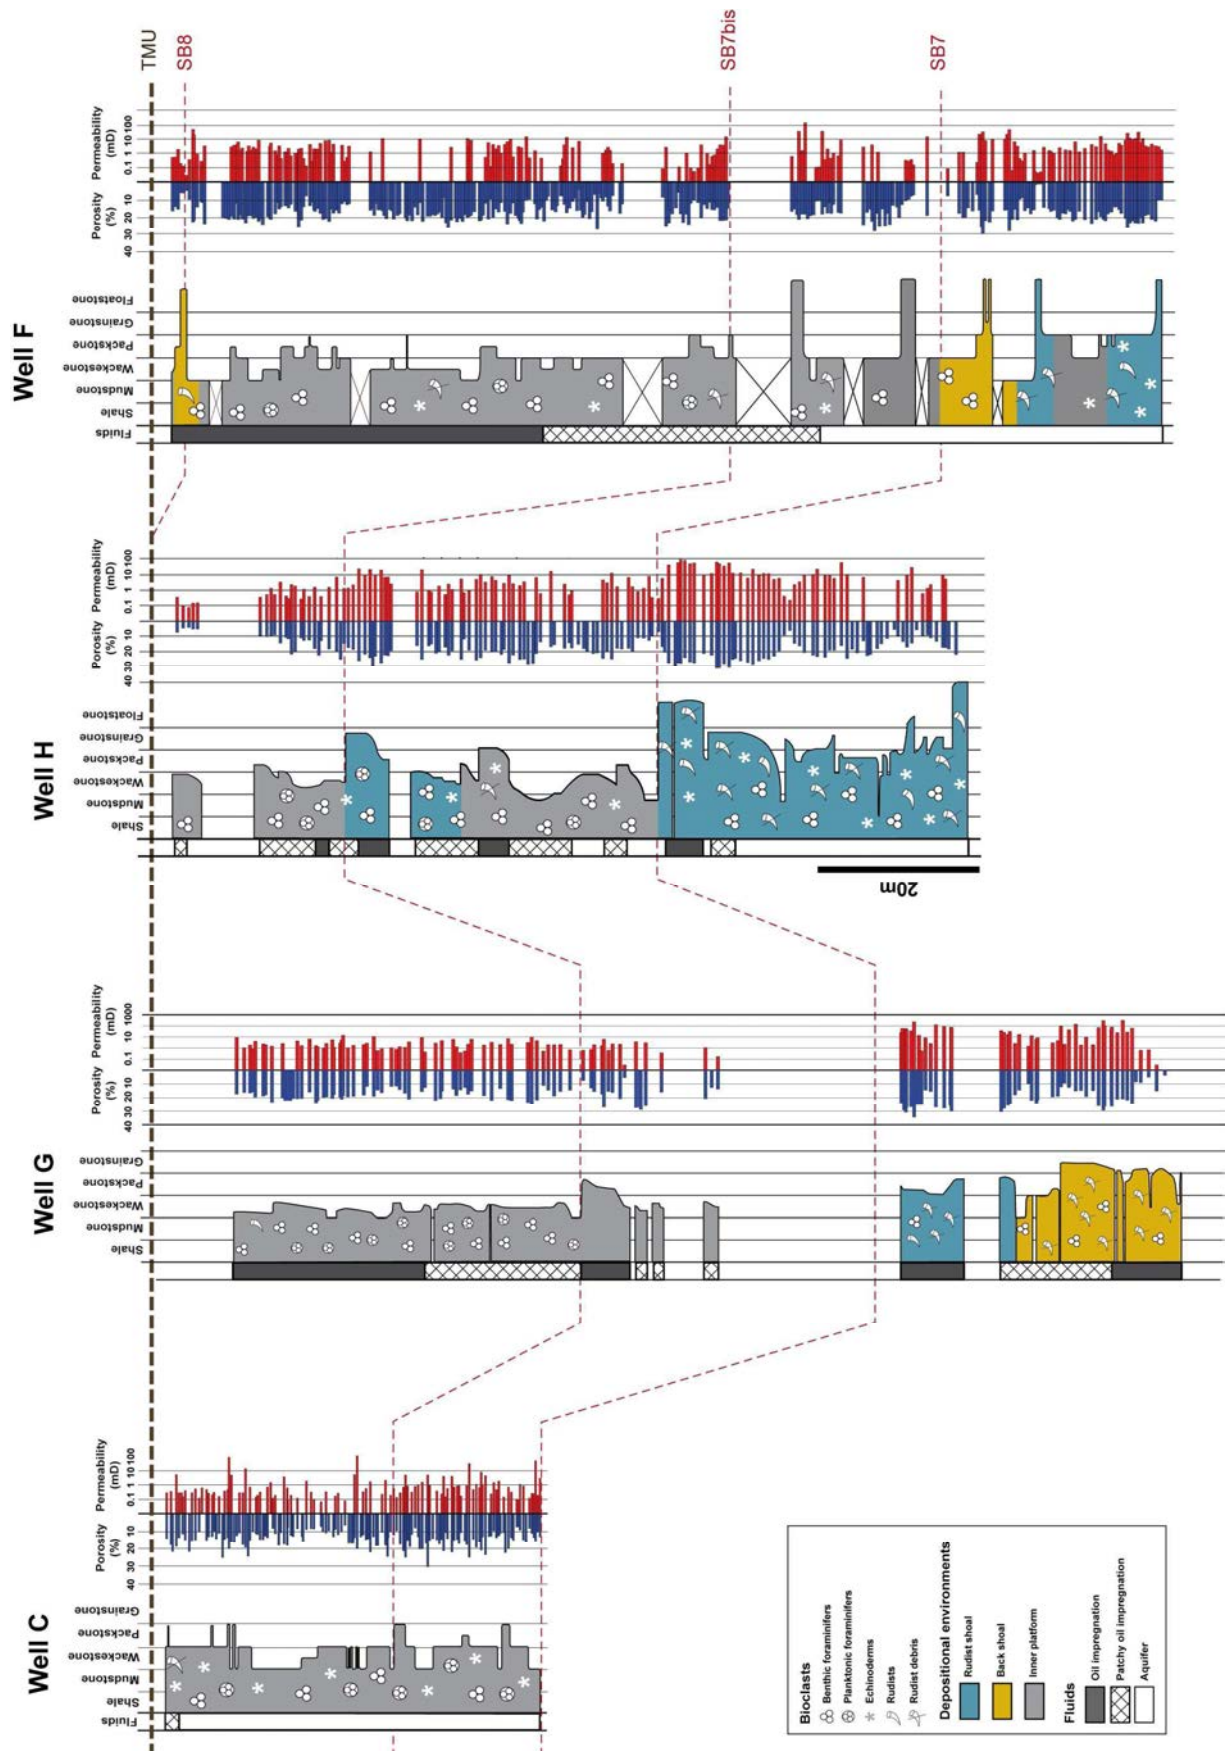 TMU
SB8
SB7bis
SB7
Well F
Permeability
(mD)
0.1 1 10 100
Porosity
(%)
40 30 20 10
Floatstone
Grainstone
Packstone
Wackestone
Mudstone
Shale
Fluids
Well H
Permeability
(mD)
0.1 1 10 100
Porosity
(%)
40 30 20 10
Floatstone
Grainstone
Packstone
Wackestone
Mudstone
Shale
20m
Well G
Permeability
(mD)
0.1 10 1000
Porosity
(%)
40 30 20 10
Grainstone
Packstone
Wackestone
Mudstone
Shale
Well C
Permeability
(mD)
0.1 1 10 100
Porosity
(%)
40 30 20 10
Grainstone
Packstone
Wackestone
Mudstone
Shale
Fluids
Bioclasts
Benthic foraminifers
Planktonic foraminifers
Echinoderms
Rudists
Rudist debris
Depositional environments
Rudist shoal
Back shoal
Inner platform
Fluids
Oil impregnation
Patchy oil impregnation
Aquifer